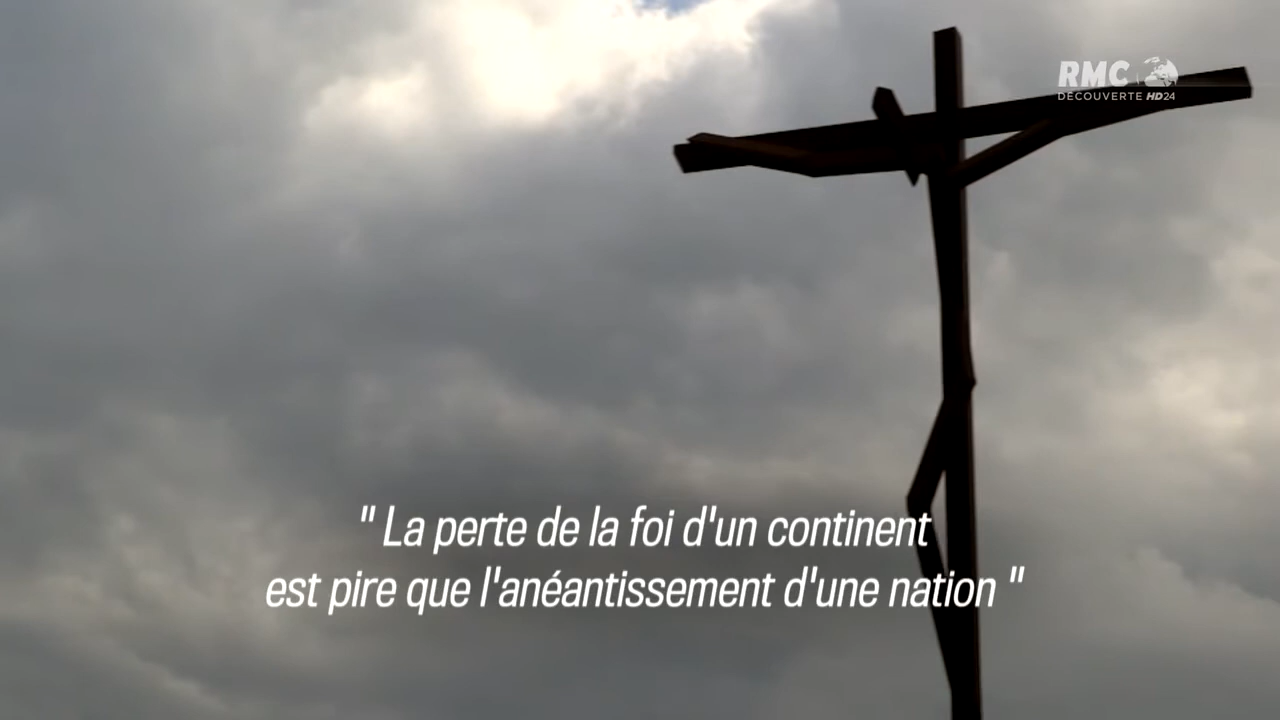 RMC
DÉCOUVERTE HD24
" La perte de la foi d'un continent
est pire que l'anéantissement d'une nation "